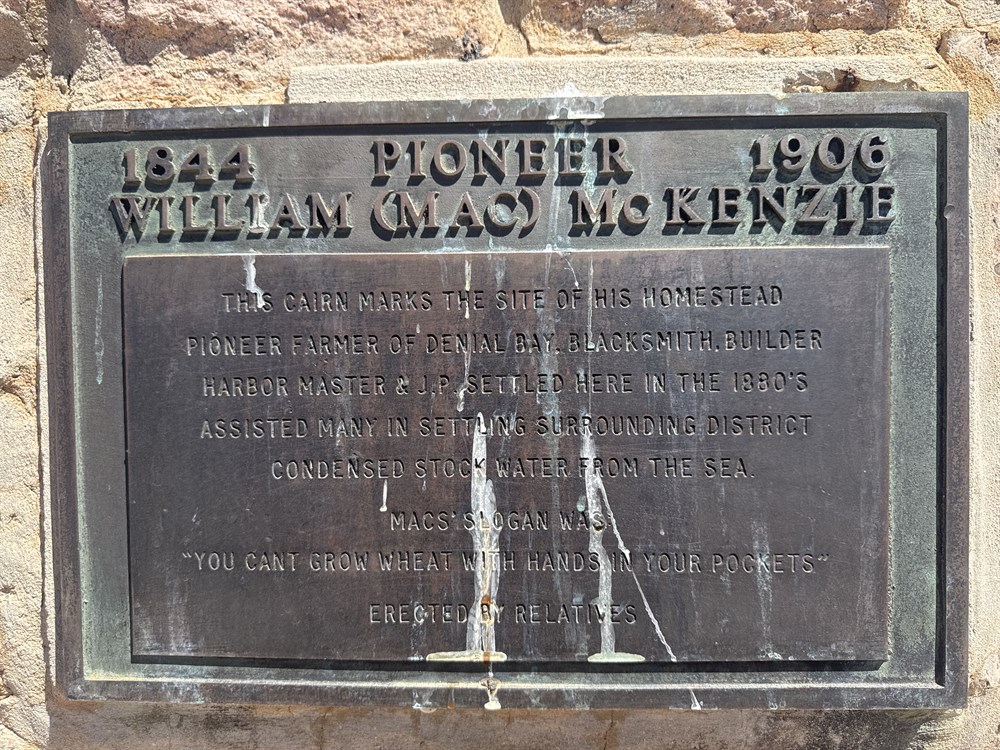 1844 PIONEER 1906
WILLIAM (MAC) McKENZIE
THIS CAIRN MARKS THE SITE OF HIS HOMESTEAD
PIONEER FARMER OF DENIAL BAY. BLACKSMITH. BUILDER
HARBOR MASTER & J.P. SETTLED HERE IN THE 1880'S
ASSISTED MANY IN SETTLING SURROUNDING DISTRICT
CONDENSED STOCK WATER FROM THE SEA.
MACS' SLOGAN WAS:
"YOU CANT GROW WHEAT WITH HANDS IN YOUR POCKETS"
ERECTED BY RELATIVES